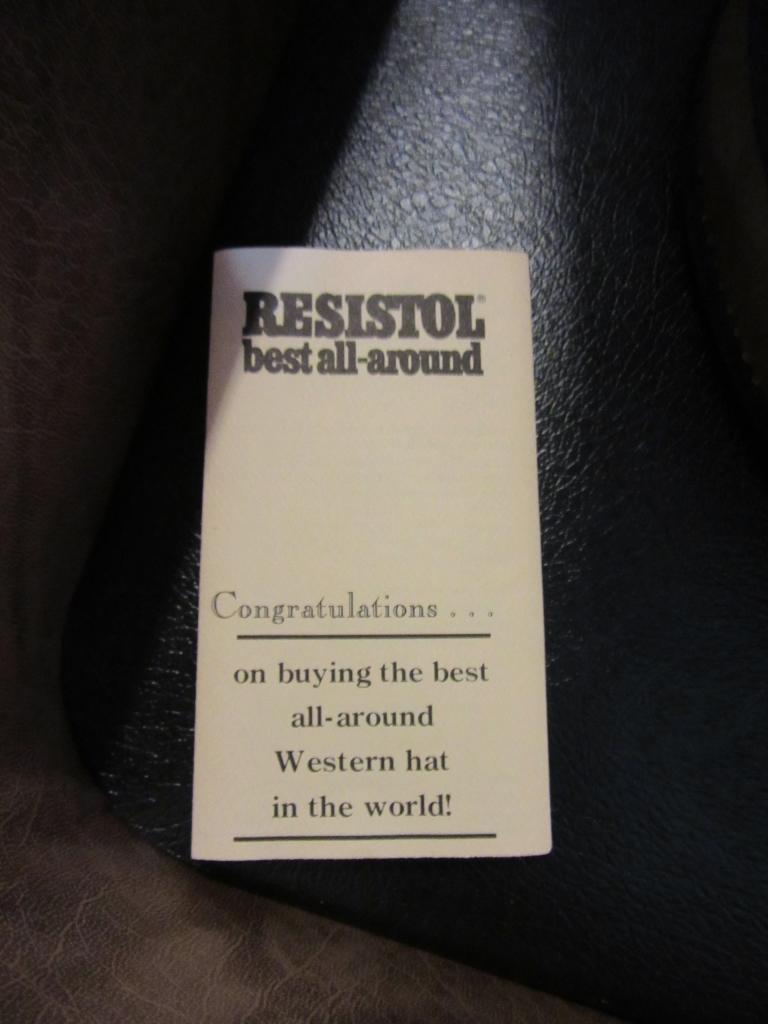 RESISTOL®
best all-around
Congratulations . . .
on buying the best
all-around
Western hat
in the world!